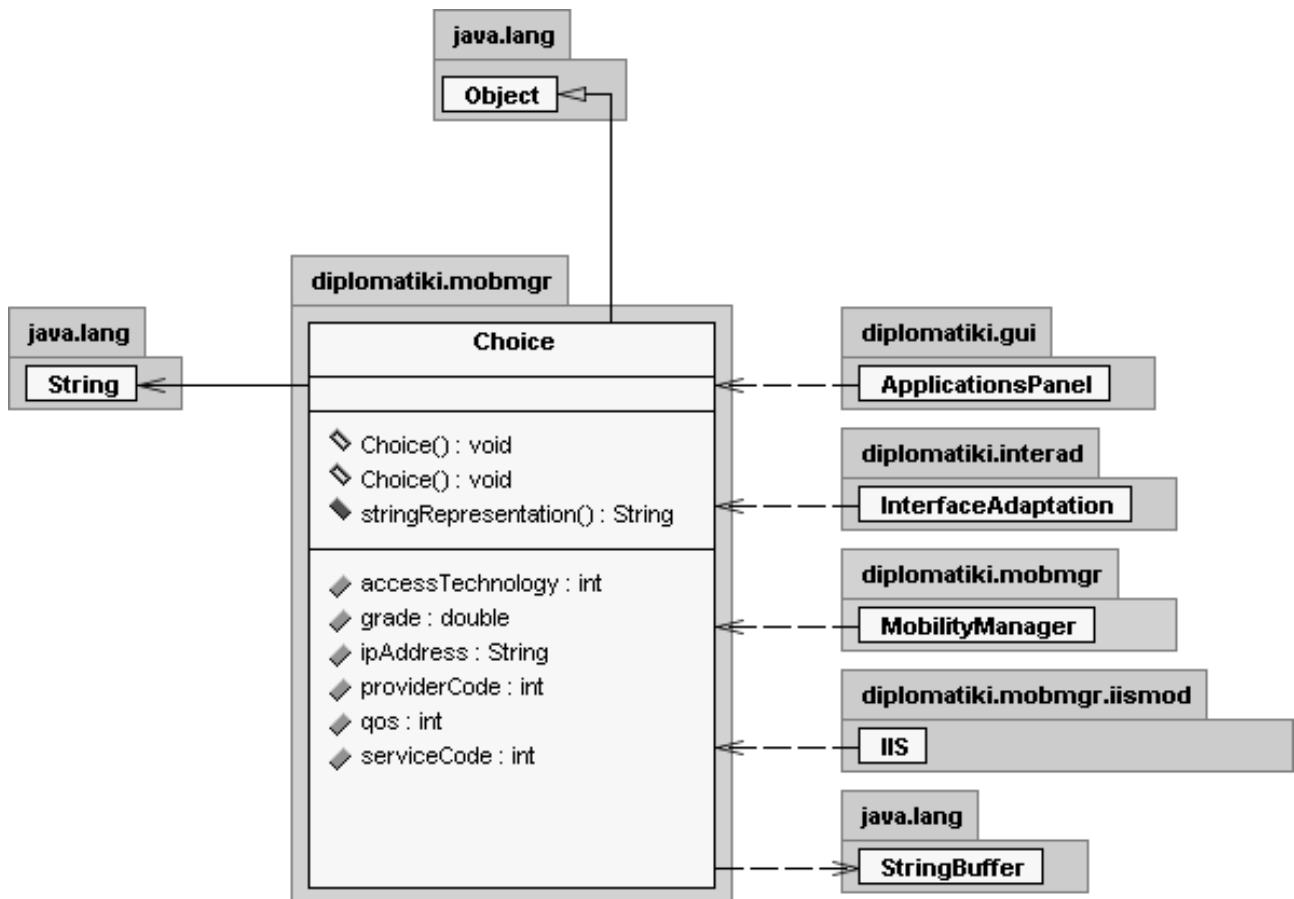 java.lang
Object
diplomatiki.mobmgr
Choice
java.lang
String
Choice() : void
Choice() : void
stringRepresentation() : String
accessTechnology : int
grade : double
ipAddress : String
providerCode : int
qos : int
serviceCode : int
diplomatiki.gui
ApplicationsPanel
diplomatiki.interad
InterfaceAdaptation
diplomatiki.mobmgr
MobilityManager
diplomatiki.mobmgr.iismod
IIS
java.lang
StringBuffer